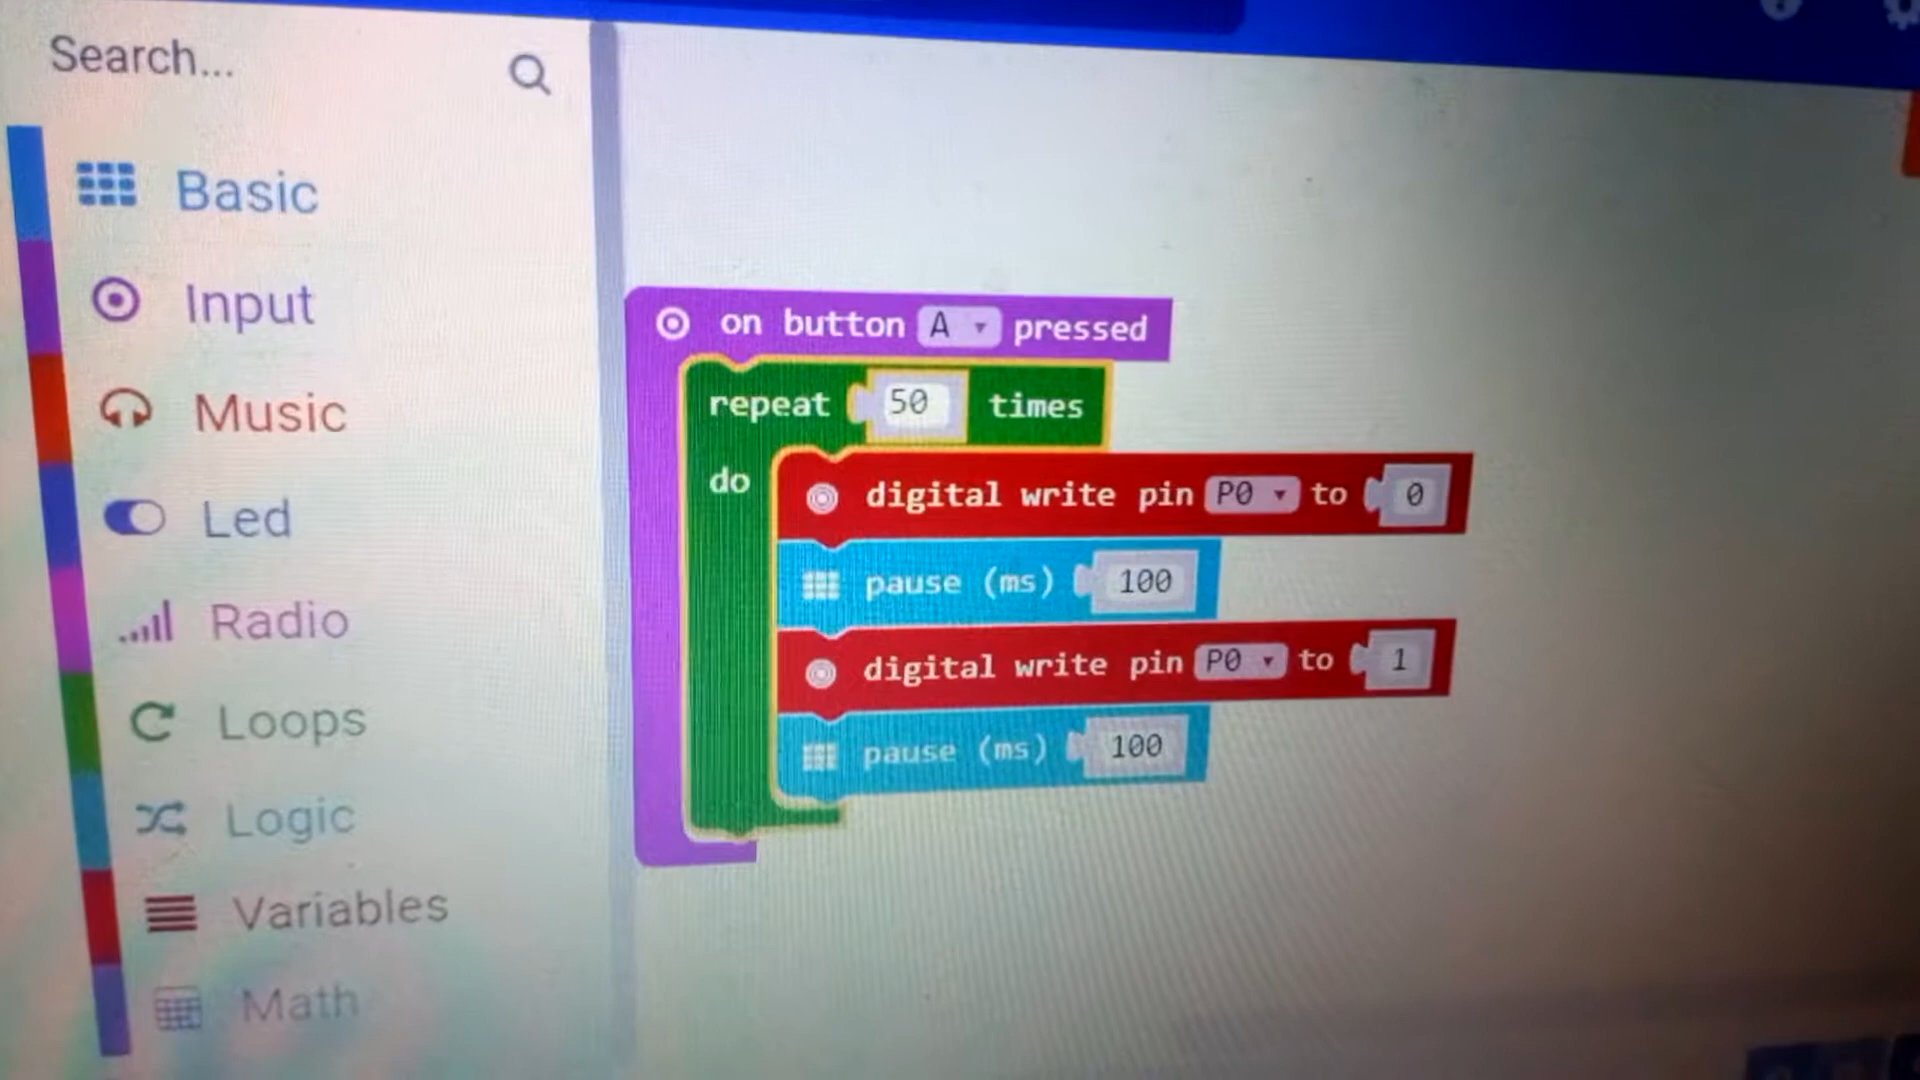 Search...
Basic
Input
Music
Led
Radio
Loops
Logic
Variables
Math
on button A pressed
repeat 50 times
do
digital write pin P0 to 0
pause (ms) 100
digital write pin P0 to 1
pause (ms) 100